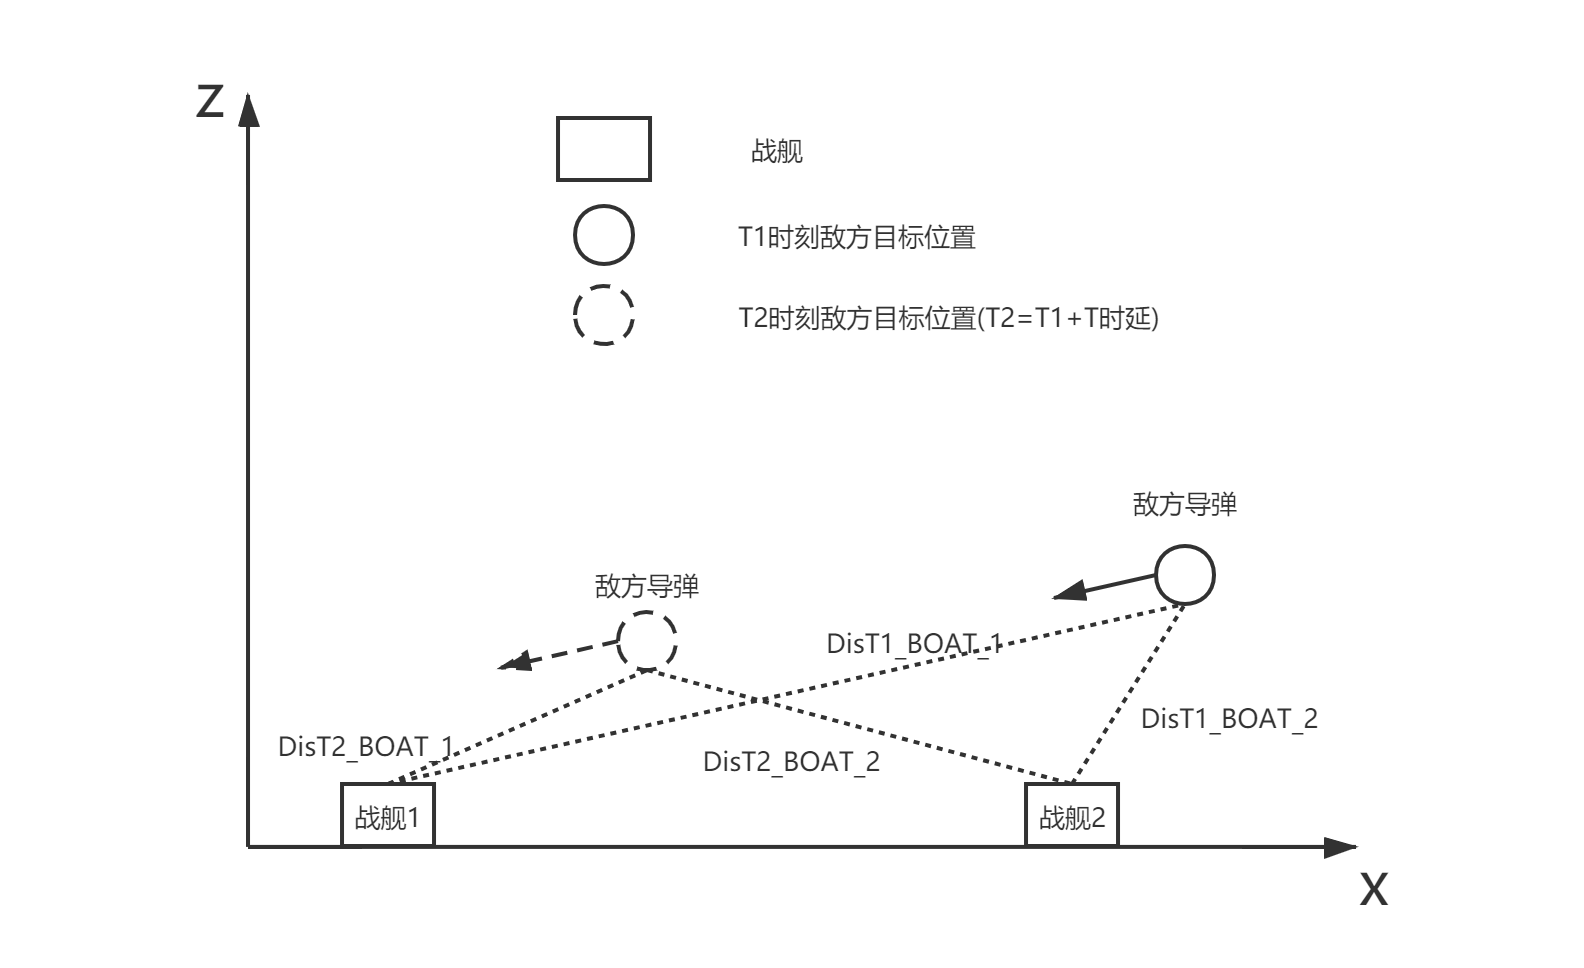 Z
战舰
T1时刻敌方目标位置
T2时刻敌方目标位置(T2=T1+T时延)
敌方导弹
敌方导弹
DisT1_BOAT_1
DisT1_BOAT_2
DisT2_BOAT_1
DisT2_BOAT_2
战舰1
战舰2
X